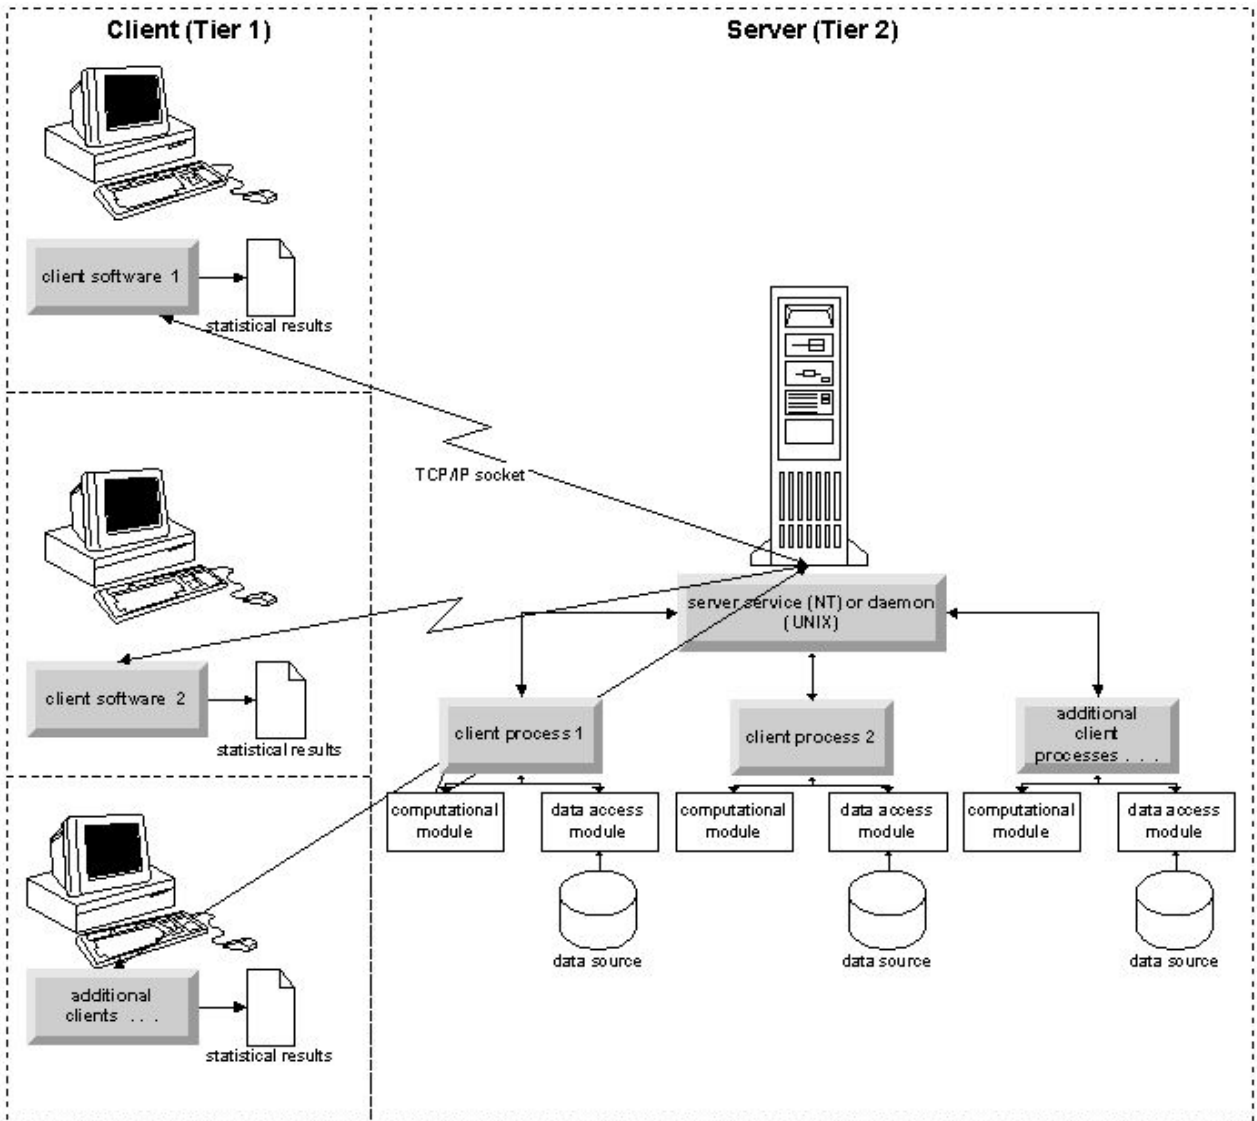 Client (Tier 1)
Server (Tier 2)
client software 1
statistical results
TCP/IP socket
server service (NT) or daemon
(UNIX)
client software 2
statistical results
client process 1
client process 2
additional
client
processes . . .
computational
module
data access
module
computational
module
data access
module
computational
module
data access
module
data source
data source
data source
additional
clients . . .
statistical results